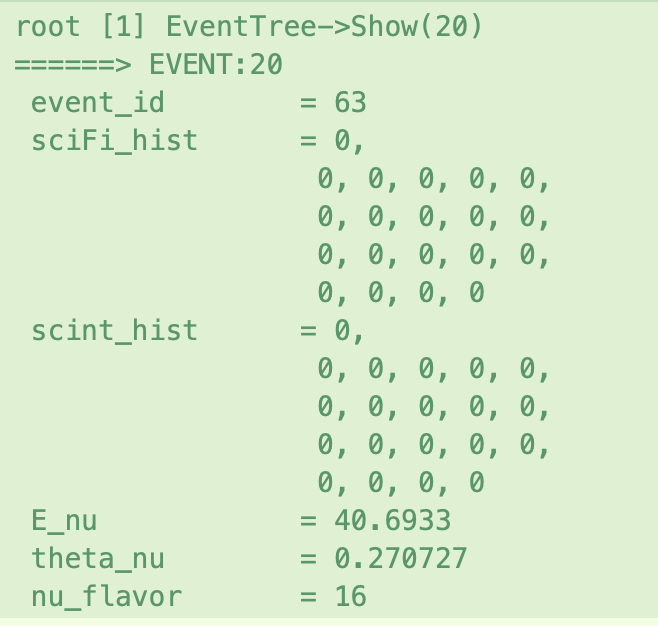 root [1] EventTree->Show(20)
======> EVENT:20
event_id = 63
sciFi_hist = 0,
0, 0, 0, 0, 0,
0, 0, 0, 0, 0,
0, 0, 0, 0, 0,
0, 0, 0, 0
scint_hist = 0,
0, 0, 0, 0, 0,
0, 0, 0, 0, 0,
0, 0, 0, 0, 0,
0, 0, 0, 0
E_nu = 40.6933
theta_nu = 0.270727
nu_flavor = 16